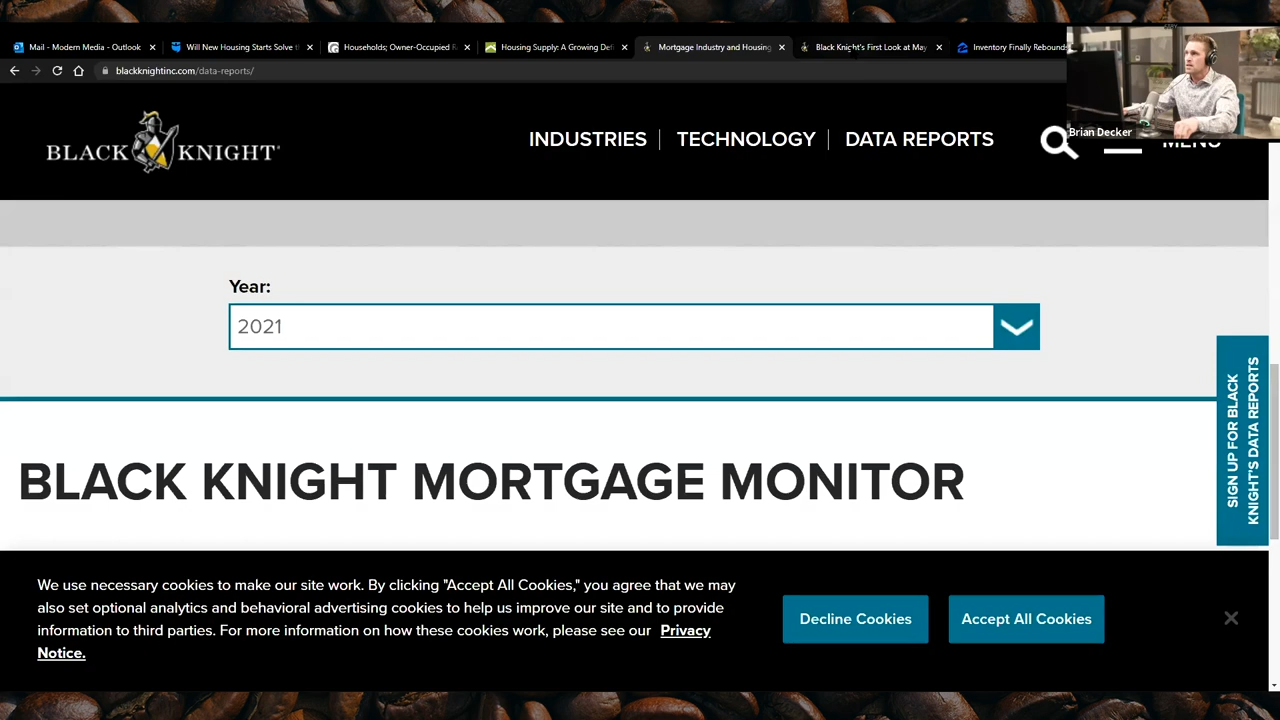 Mail - Modern Media - Outlook
Will New Housing Starts Solve t
Households; Owner-Occupied R
Housing Supply: A Growing Def
Mortgage Industry and Housing
Black Knight's First Look at May
Inventory Finally Rebounds
blackknightinc.com/data-reports/
Brian Decker
BLACK KNIGHT
INDUSTRIES
TECHNOLOGY
DATA REPORTS
MENU
Year:
2021
SIGN UP FOR BLACK
KNIGHT'S DATA REPORTS
BLACK KNIGHT MORTGAGE MONITOR
We use necessary cookies to make our site work. By clicking "Accept All Cookies," you agree that we may
also set optional analytics and behavioral advertising cookies to help us improve our site and to provide
information to third parties. For more information on how these cookies work, please see our Privacy
Notice.
Decline Cookies
Accept All Cookies